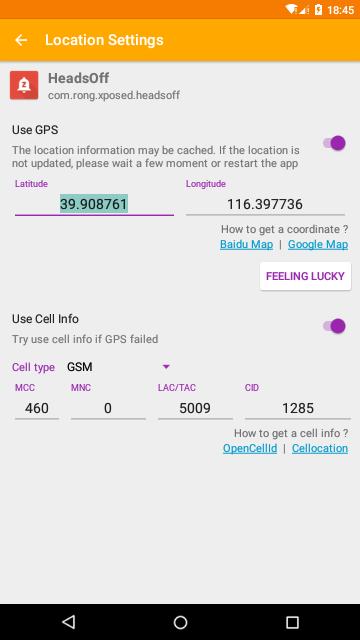 18:45
Location Settings
HeadsOff
com.rong.xposed.headsoff
Use GPS
The location information may be cached. If the location is
not updated, please wait a few moment or restart the app
Latitude Longitude
39.908761 116.397736
How to get a coordinate ?
Baidu Map | Google Map
FEELING LUCKY
Use Cell Info
Try use cell info if GPS failed
Cell type GSM
MCC MNC LAC/TAC CID
460 0 5009 1285
How to get a cell info ?
OpenCellId | Cellocation